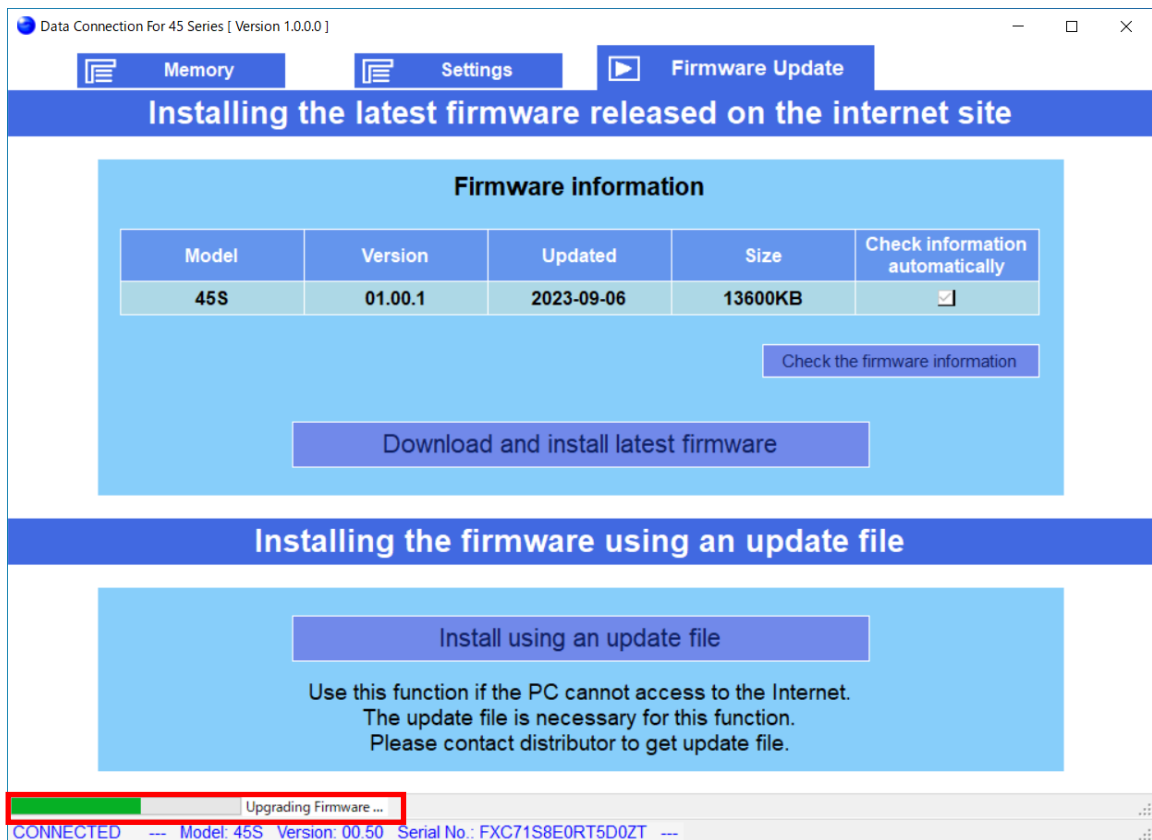 Data Connection For 45 Series [ Version 1.0.0.0 ]
Memory Settings Firmware Update
Installing the latest firmware released on the internet site
Firmware information
Model Version Updated Size Check information automatically
45S 01.00.1 2023-09-06 13600KB
Check the firmware information
Download and install latest firmware
Installing the firmware using an update file
Install using an update file
Use this function if the PC cannot access to the Internet.
The update file is necessary for this function.
Please contact distributor to get update file.
Upgrading Firmware ...
CONNECTED --- Model: 45S Version: 00.50 Serial No.: FXC71S8E0RT5D0ZT ---